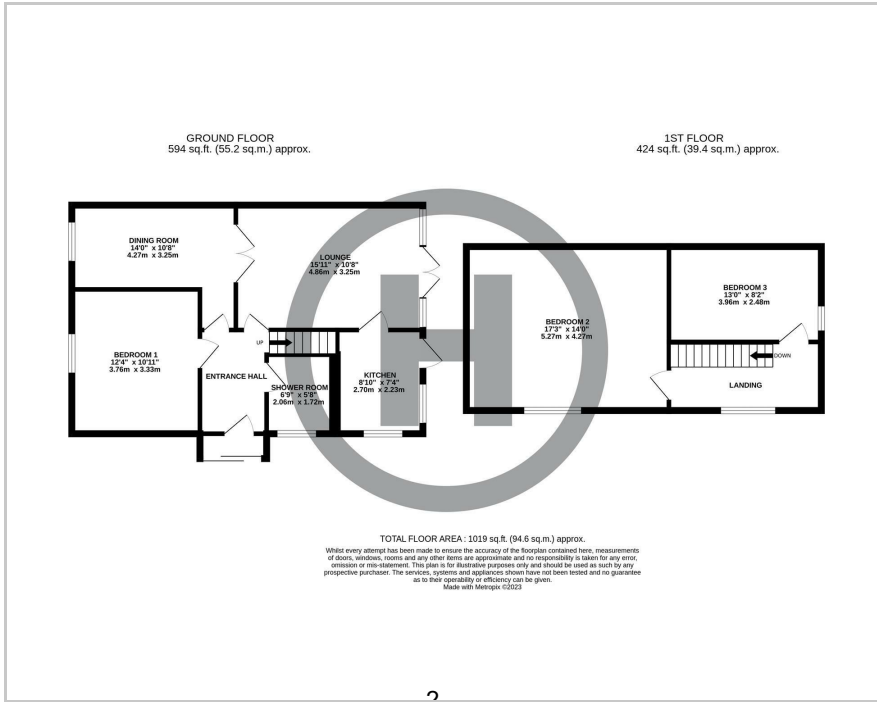 GROUND FLOOR
594 sq.ft. (55.2 sq.m.) approx.
1ST FLOOR
424 sq.ft. (39.4 sq.m.) approx.
DINING ROOM
14'0" x 10'8"
4.27m x 3.25m
LOUNGE
15'11" x 10'8"
4.86m x 3.25m
BEDROOM 1
12'4" x 10'11"
3.76m x 3.33m
UP
ENTRANCE HALL
SHOWER ROOM
6'9" x 5'8"
2.06m x 1.72m
KITCHEN
8'10" x 7'4"
2.70m x 2.23m
BEDROOM 2
17'3" x 14'0"
5.27m x 4.27m
BEDROOM 3
13'0" x 8'2"
3.96m x 2.48m
DOWN
LANDING
TOTAL FLOOR AREA : 1019 sq.ft. (94.6 sq.m.) approx.
Whilst every attempt has been made to ensure the accuracy of the floorplan contained here, measurements
of doors, windows, rooms and any other items are approximate and no responsibility is taken for any error,
omission or mis-statement. This plan is for illustrative purposes only and should be used as such by any
prospective purchaser. The services, systems and appliances shown have not been tested and no guarantee
as to their operability or efficiency can be given.
Made with Metropix ©2023